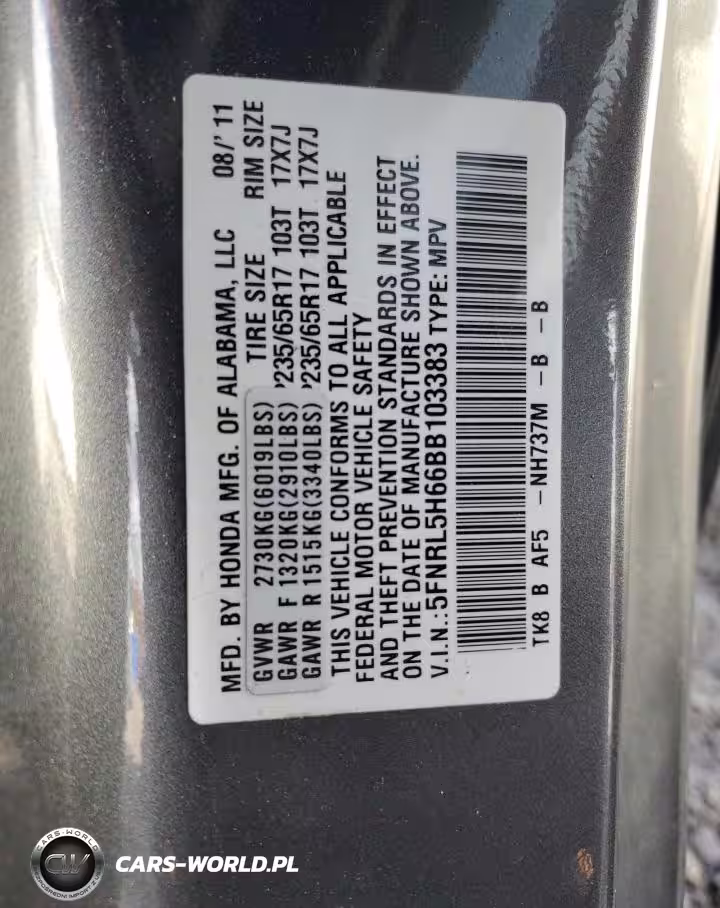 MFD. BY HONDA MFG. OF ALABAMA, LLC 08/'11
GVWR 2730KG(6019LBS) TIRE SIZE RIM SIZE
GAWR F 1320KG(2910LBS) P235/65R17 103T 17X7J
GAWR R 1515KG(3340LBS) P235/65R17 103T 17X7J
THIS VEHICLE CONFORMS TO ALL APPLICABLE
FEDERAL MOTOR VEHICLE SAFETY
AND THEFT PREVENTION STANDARDS IN EFFECT
ON THE DATE OF MANUFACTURE SHOWN ABOVE.
V.I.N.:5FNRL5H66BB103383 TYPE: MPV
TK8 B AF5 -NH737M -B -B
CARS-WORLD
CW
CARS-WORLD.PL